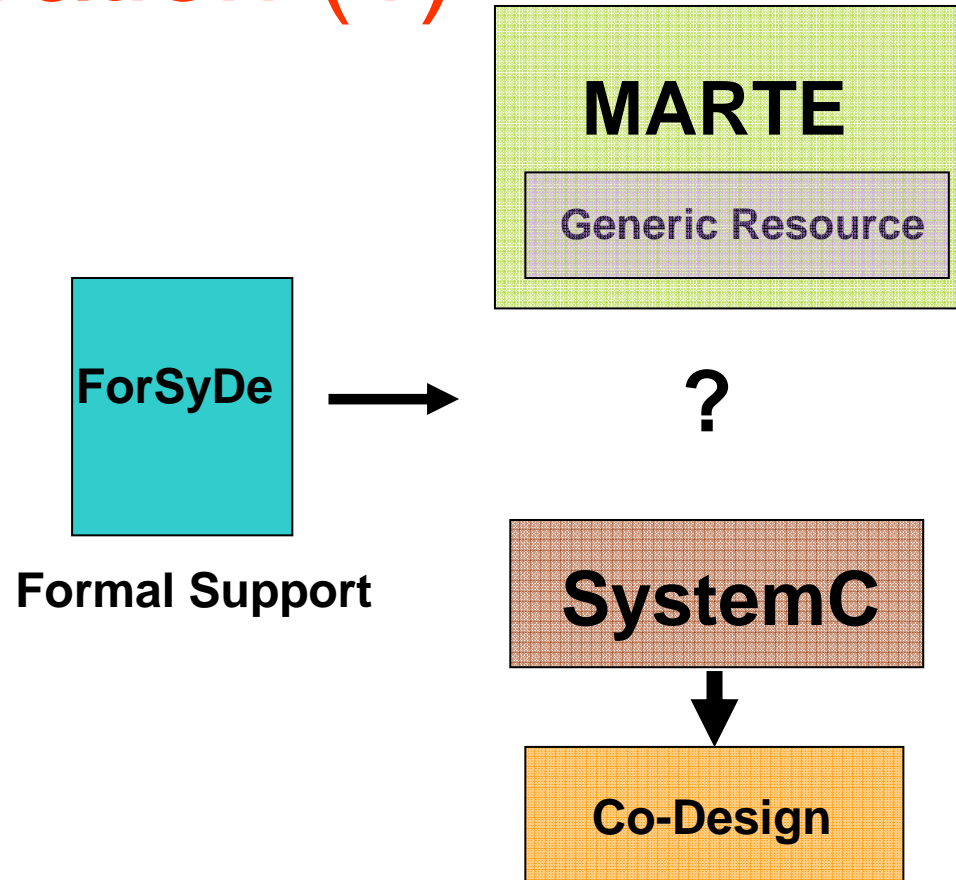 MARTE
Generic Resource
ForSyDe
?
Formal Support
SystemC
Co-Design